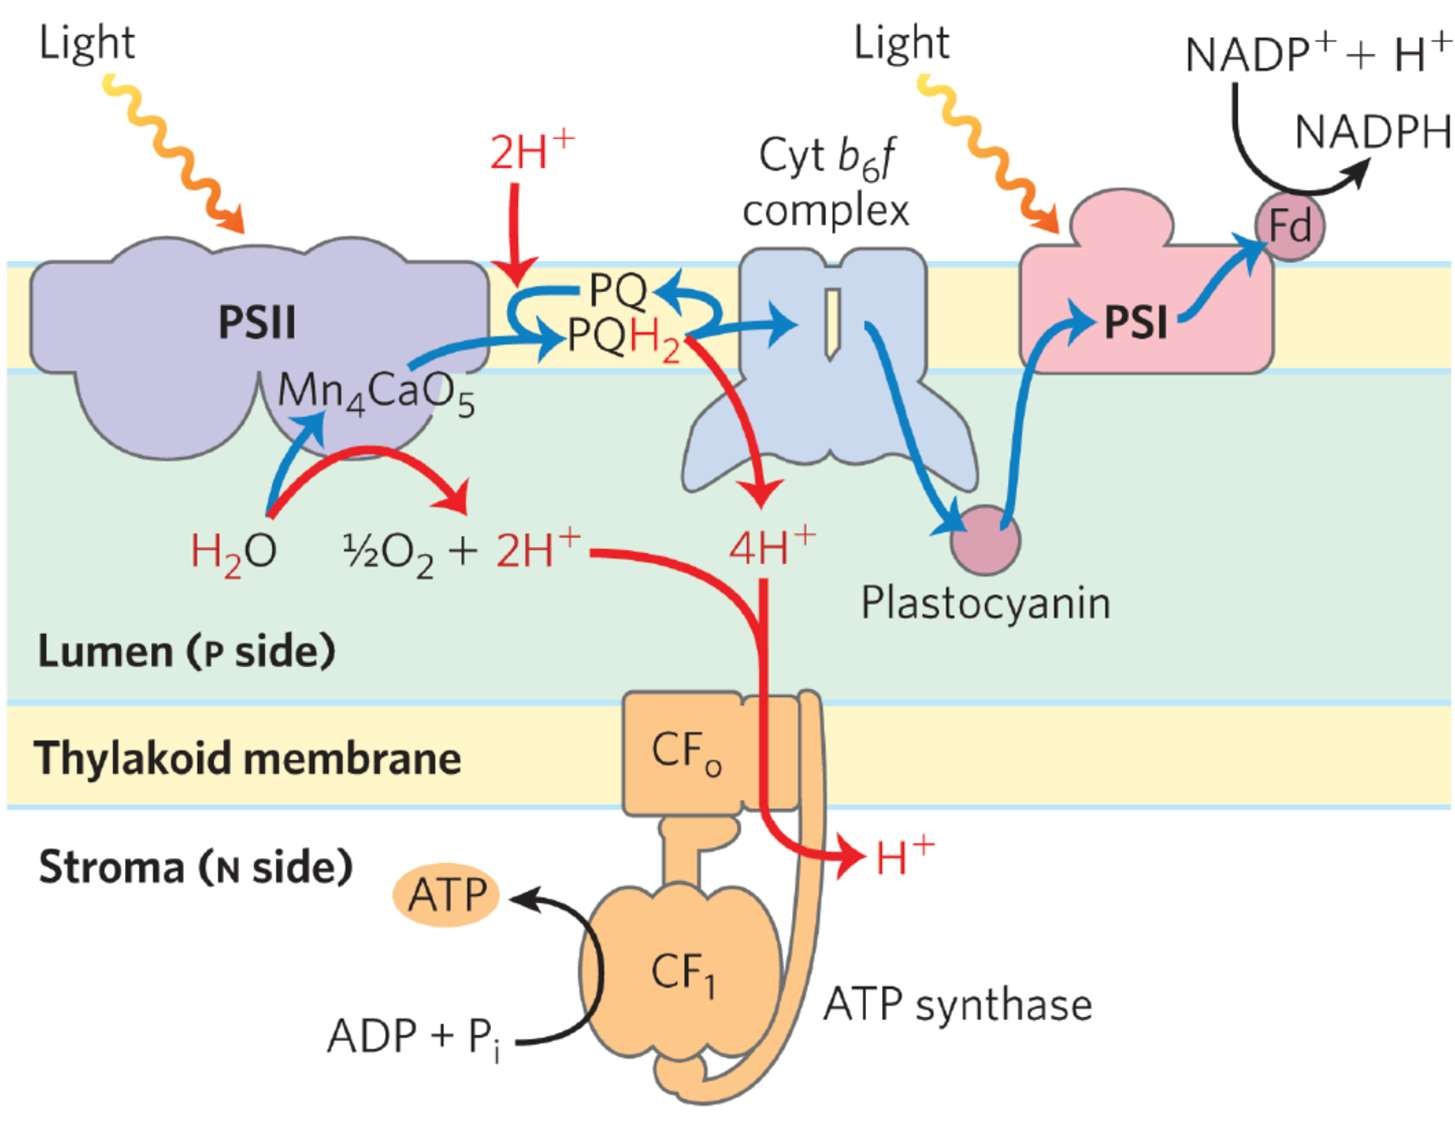 Light
Light
NADP⁺ + H⁺
NADPH
2H⁺
Cyt b₆f
complex
Fd
PQ
PSII
PQH₂
PSI
Mn₄CaO₅
H₂O
½O₂ + 2H⁺
4H⁺
Plastocyanin
Lumen (P side)
Thylakoid membrane
CFₒ
Stroma (N side)
H⁺
ATP
CF₁
ATP synthase
ADP + Pᵢ